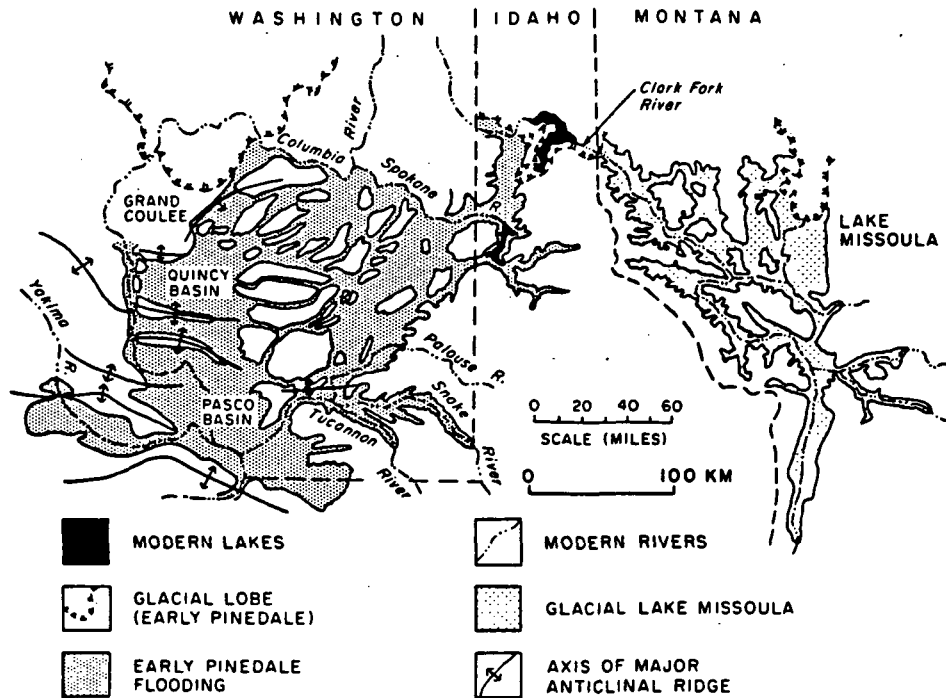 WASHINGTON
IDAHO
MONTANA
Clark Fork
River
River
Columbia
Spokane
R.
GRAND
COULEE
LAKE
MISSOULA
QUINCY
BASIN
Yakima
R.
Palouse
R.
Snake
River
PASCO
BASIN
Tucannon
River
0 20 40 60
SCALE (MILES)
0 100 KM
MODERN LAKES
MODERN RIVERS
GLACIAL LOBE
(EARLY PINEDALE)
GLACIAL LAKE MISSOULA
EARLY PINEDALE
FLOODING
AXIS OF MAJOR
ANTICLINAL RIDGE